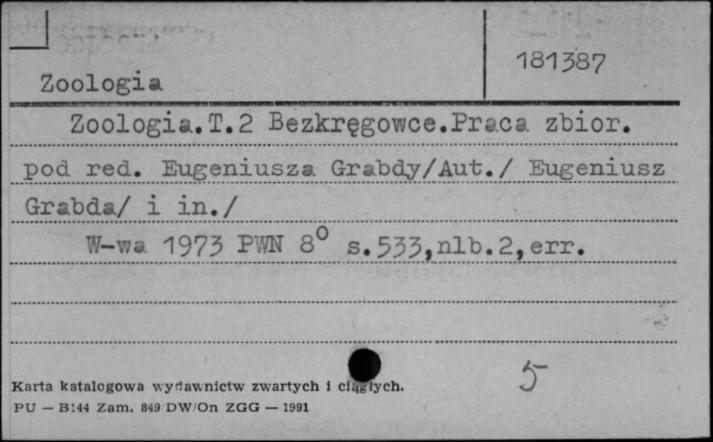 181387
Zoologia
Zoologia.T.2 Bezkręgowce.Praca zbior.
pod red. Eugeniusza Grabdy/Aut./ Eugeniusz
Grabda/ i in./
W-wa 1973 PWN 8° s.533,nlb.2,err.
5
Karta katalogowa wydawnictw zwartych i ciągłych.
PU — B144 Zam. 849/DW/On ZGG — 1991